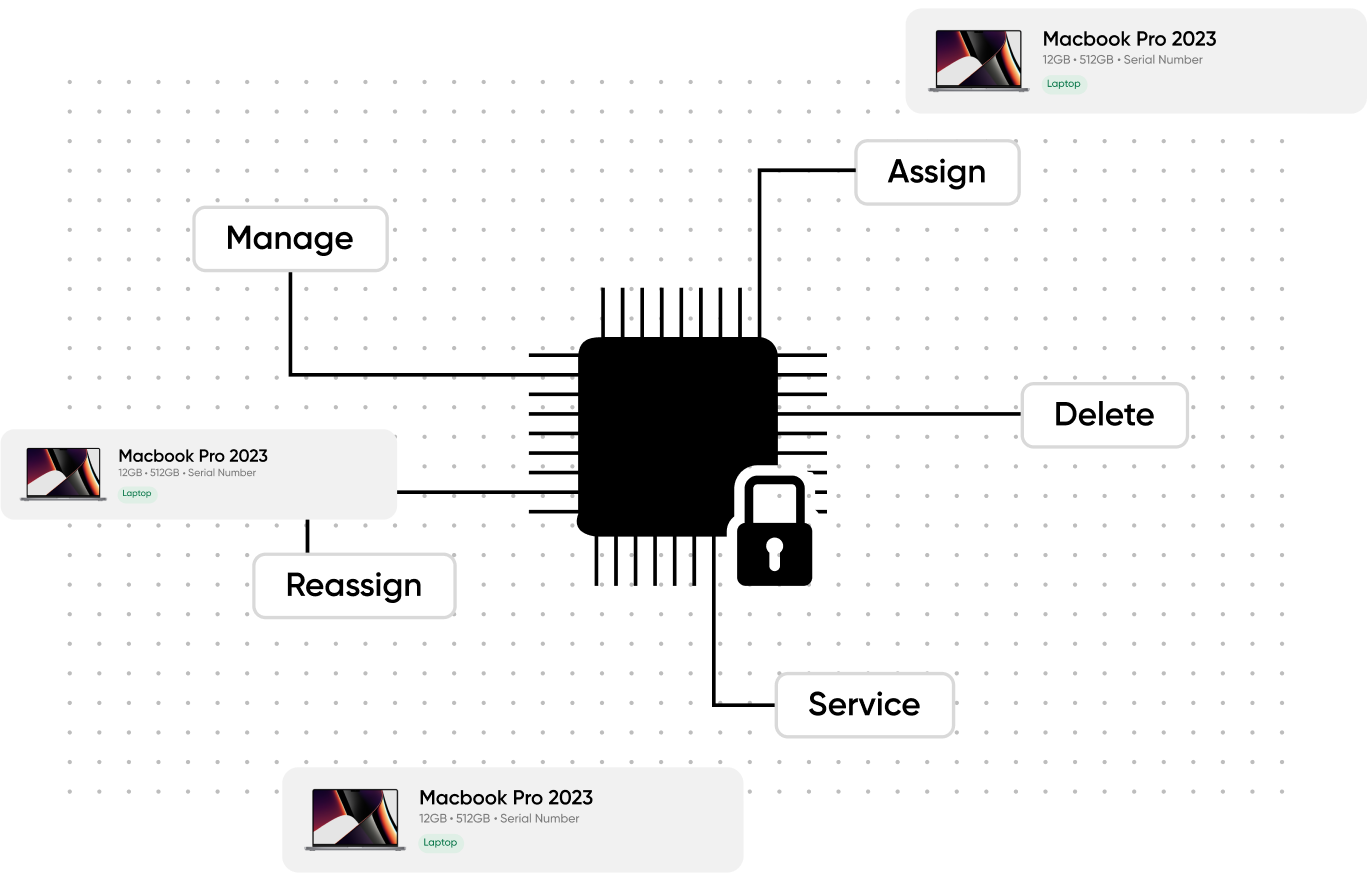 Macbook Pro 2023
12GB • 512GB • Serial Number
Laptop
Assign
Manage
Delete
Macbook Pro 2023
12GB • 512GB • Serial Number
Laptop
Reassign
Service
Macbook Pro 2023
12GB • 512GB • Serial Number
Laptop